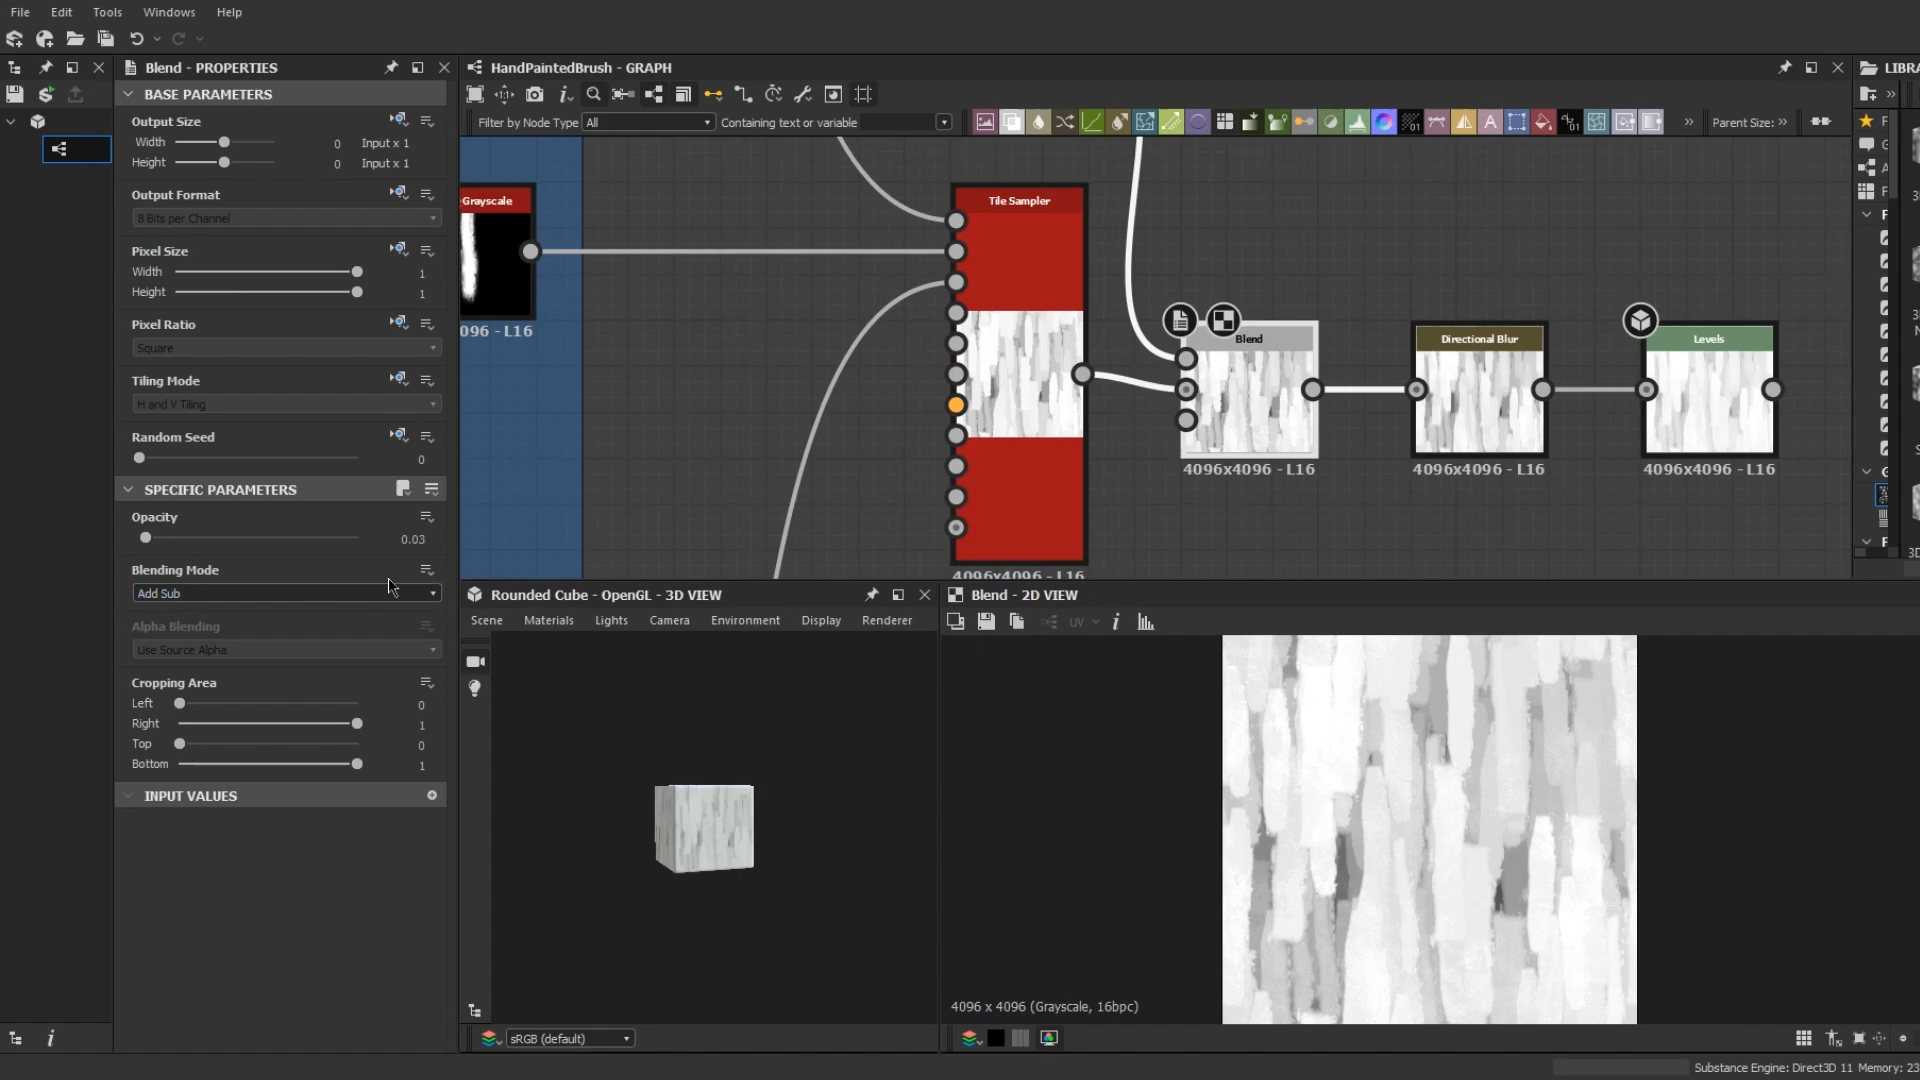 File Edit Tools Windows Help
Blend - PROPERTIES
BASE PARAMETERS
Output Size
Width 0 Input x 1
Height 0 Input x 1
Output Format
8 Bits per Channel
Pixel Size
Width 1
Height 1
Pixel Ratio
Square
Tiling Mode
H and V Tiling
Random Seed
0
SPECIFIC PARAMETERS
Opacity
0.03
Blending Mode
Add Sub
Alpha Blending
Use Source Alpha
Cropping Area
Left 0
Right 1
Top 0
Bottom 1
INPUT VALUES
HandPaintedBrush - GRAPH
Filter by Node Type All Containing text or variable
Parent Size:
Grayscale
096 - L16
Tile Sampler
4096x4096 - L16
Blend
4096x4096 - L16
Directional Blur
4096x4096 - L16
Levels
4096x4096 - L16
Rounded Cube - OpenGL - 3D VIEW
Scene Materials Lights Camera Environment Display Renderer
sRGB (default)
Blend - 2D VIEW
UV
4096 x 4096 (Grayscale, 16bpc)
LIBRA
Substance Engine: Direct3D 11 Memory: 23